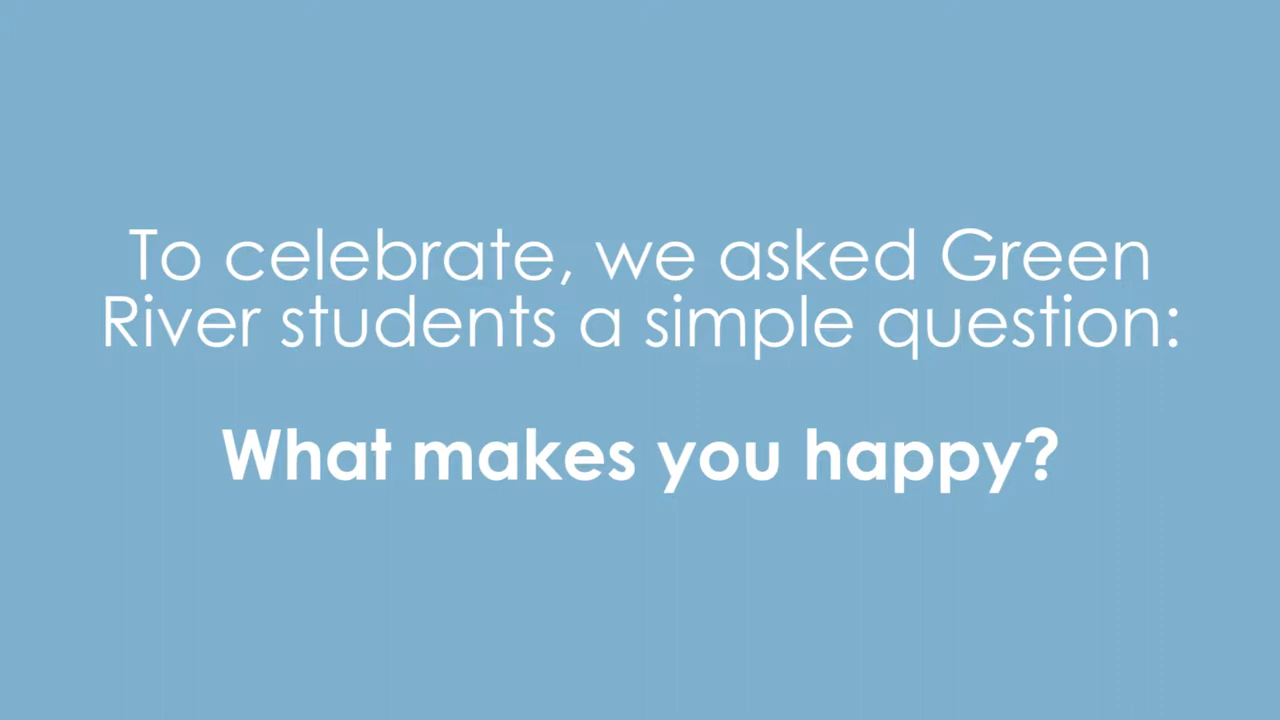 To celebrate, we asked Green
River students a simple question:
What makes you happy?